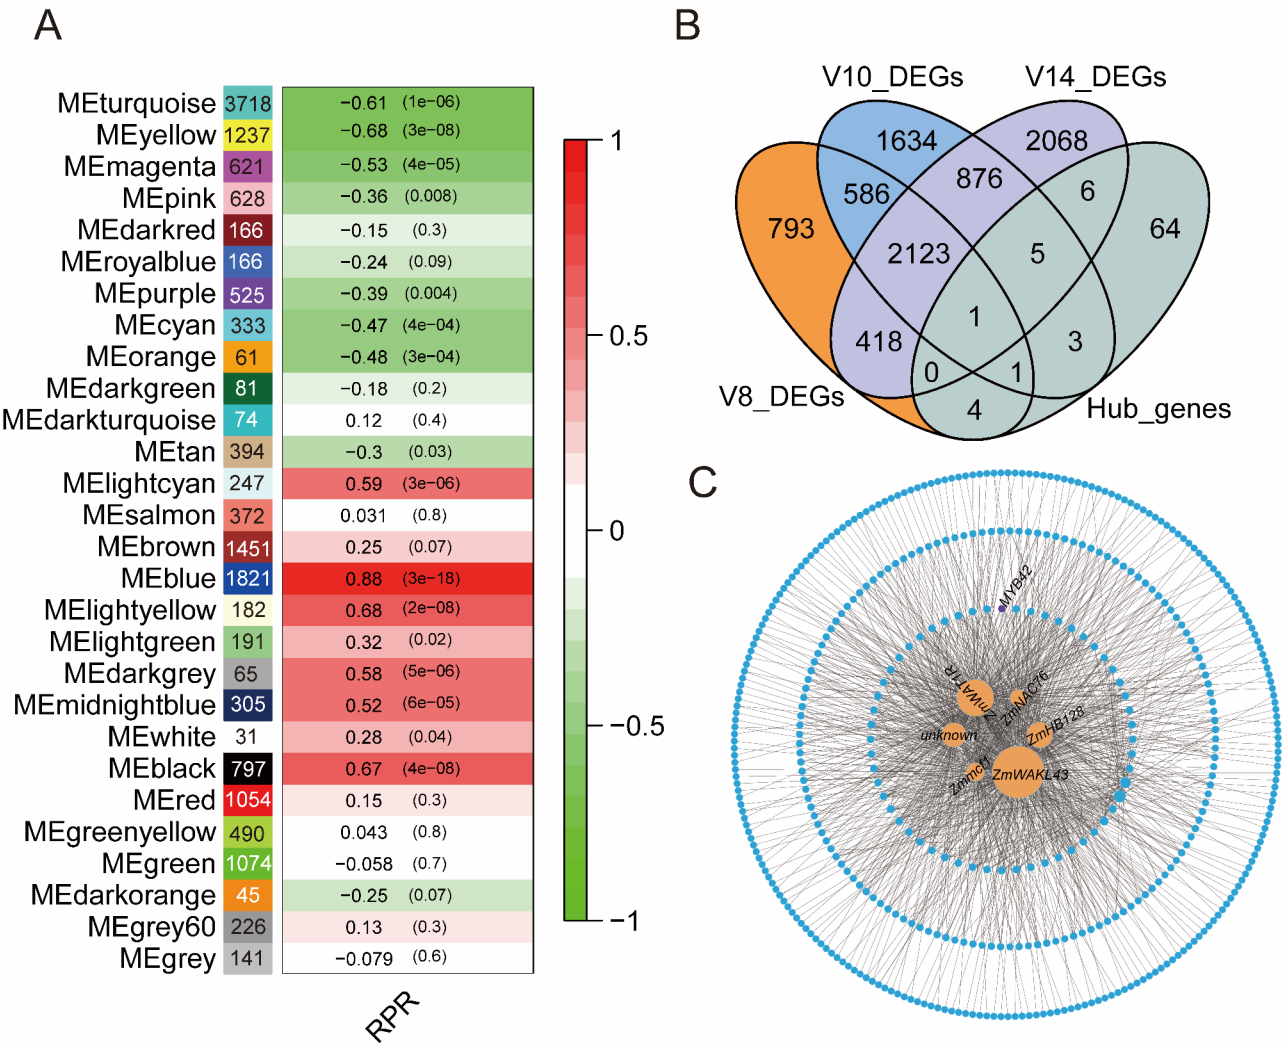 A
MEturquoise 3718 −0.61 (1e−06)
MEyellow 1237 −0.68 (3e−08)
MEmagenta 621 −0.53 (4e−05)
MEpink 628 −0.36 (0.008)
MEdarkred 166 −0.15 (0.3)
MEroyalblue 166 −0.24 (0.09)
MEpurple 525 −0.39 (0.004)
MEcyan 333 −0.47 (4e−04)
MEorange 61 −0.48 (3e−04)
MEdarkgreen 81 −0.18 (0.2)
MEdarkturquoise 74 0.12 (0.4)
MEtan 394 −0.3 (0.03)
MElightcyan 247 0.59 (3e−06)
MEsalmon 372 0.031 (0.8)
MEbrown 1451 0.25 (0.07)
MEblue 1821 0.88 (3e−18)
MElightyellow 182 0.68 (2e−08)
MElightgreen 191 0.32 (0.02)
MEdarkgrey 65 0.58 (5e−06)
MEmidnightblue 305 0.52 (6e−05)
MEwhite 31 0.28 (0.04)
MEblack 797 0.67 (4e−08)
MEred 1054 0.15 (0.3)
MEgreenyellow 490 0.043 (0.8)
MEgreen 1074 −0.058 (0.7)
MEdarkorange 45 −0.25 (0.07)
MEgrey60 226 0.13 (0.3)
MEgrey 141 −0.079 (0.6)
RPR
1
0.5
0
−0.5
−1
B
V10_DEGs V14_DEGs
1634 2068
586 876 6
793 2123 5 64
1
418 3
0 1
V8_DEGs 4 Hub_genes
C
MYB42
ZmWAT1R
ZmNAC76
unknown
ZmHB128
Zmmcf1
ZmWAKL43